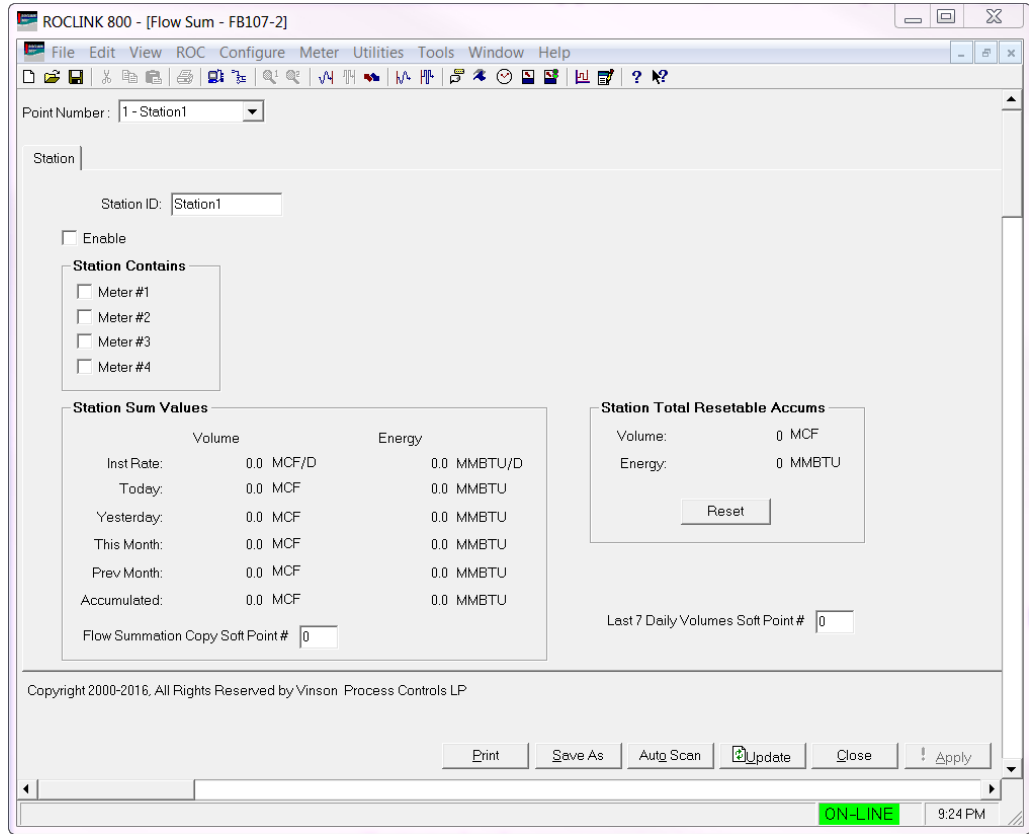 ROCLINK 800 - [Flow Sum - FB107-2]
File Edit View ROC Configure Meter Utilities Tools Window Help
Point Number : 1 - Station1
Station
Station ID: Station1
Enable
Station Contains
Meter #1
Meter #2
Meter #3
Meter #4
Station Sum Values
Volume Energy
Inst Rate: 0.0 MCF/D 0.0 MMBTU/D
Today: 0.0 MCF 0.0 MMBTU
Yesterday: 0.0 MCF 0.0 MMBTU
This Month: 0.0 MCF 0.0 MMBTU
Prev Month: 0.0 MCF 0.0 MMBTU
Accumulated: 0.0 MCF 0.0 MMBTU
Flow Summation Copy Soft Point # 0
Station Total Resetable Accums
Volume: 0 MCF
Energy: 0 MMBTU
Reset
Last 7 Daily Volumes Soft Point # 0
Copyright 2000-2016, All Rights Reserved by Vinson Process Controls LP
Print Save As Auto Scan Update Close ! Apply
ON-LINE 9:24 PM